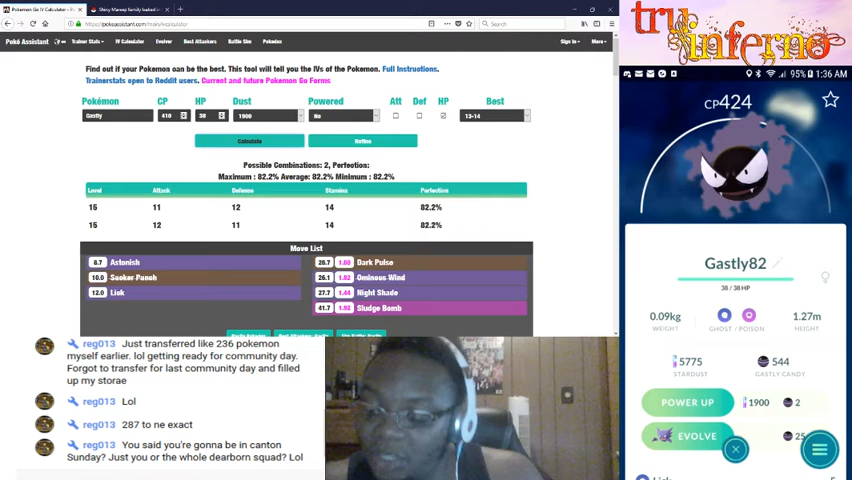 Pokemon Go IV Calculator
Shiny Mareep family leaked in
https://pokeassistant.com/main/ivcalculator
Search
Poké Assistant
Trainer Stats
IV Calculator
Evolver
Best Attackers
Battle Sim
Pokedex
Sign in
More
Find out if your Pokemon can be the best. This tool will tell you the IVs of the Pokemon. Full Instructions.
Trainerstats open to Reddit users. Current and future Pokemon Go Forms
Pokémon CP HP Dust Powered Att Def HP Best
Gastly 410 38 1900 No 13-14
Calculate Refine
Possible Combinations: 2, Perfection:
Maximum : 82.2% Average: 82.2% Minimum : 82.2%
Level Attack Defense Stamina Perfection
15 11 12 14 82.2%
15 12 11 14 82.2%
Move List
8.7 Astonish 26.7 1.60 Dark Pulse
10.0 Sucker Punch 26.1 1.92 Ominous Wind
12.0 Lick 27.7 1.44 Night Shade
41.7 1.92 Sludge Bomb
reg013 Just transferred like 236 pokemon
myself earlier. lol getting ready for community day.
Forgot to transfer for last community day and filled
up my storae
reg013 Lol
reg013 287 to ne exact
reg013 You said you're gonna be in canton
Sunday? Just you or the whole dearborn squad? Lol
tru
inferno
95% 1:36 AM
CP424
Gastly82
38 / 38 HP
0.09kg
WEIGHT
GHOST / POISON
1.27m
HEIGHT
5775
STARDUST
544
GASTLY CANDY
POWER UP 1900 2
EVOLVE 25
Lick 5